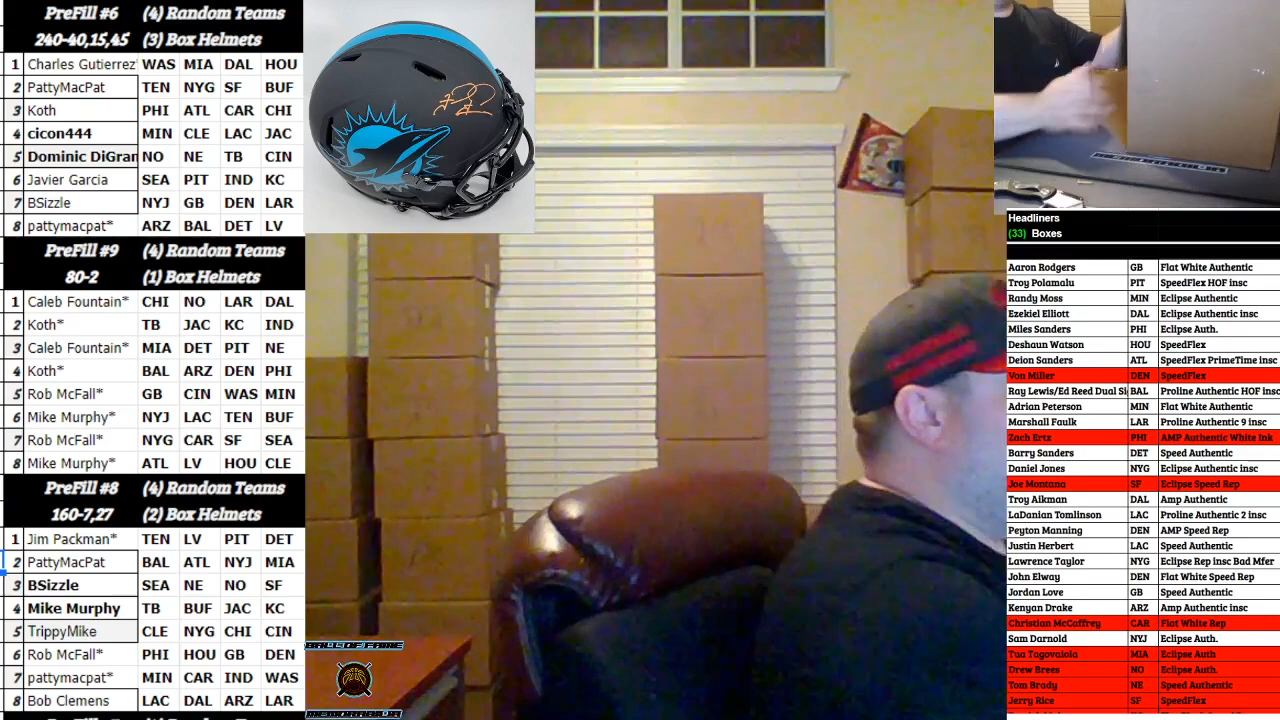 PreFill #6 (4) Random Teams
240-40,15,45 (3) Box Helmets
1 Charles Gutierrez* WAS MIA DAL HOU
2 PattyMacPat TEN NYG SF BUF
3 Koth PHI ATL CAR CHI
4 cicon444 MIN CLE LAC JAC
5 Dominic DiGran NO NE TB CIN
6 Javier Garcia SEA PIT IND KC
7 BSizzle NYJ GB DEN LAR
8 pattymacpat* ARZ BAL DET LV
PreFill #9 (4) Random Teams
80-2 (1) Box Helmets
1 Caleb Fountain* CHI NO LAR DAL
2 Koth* TB JAC KC IND
3 Caleb Fountain* MIA DET PIT NE
4 Koth* BAL ARZ DEN PHI
5 Rob McFall* GB CIN WAS MIN
6 Mike Murphy* NYJ LAC TEN BUF
7 Rob McFall* NYG CAR SF SEA
8 Mike Murphy* ATL LV HOU CLE
PreFill #8 (4) Random Teams
160-7,27 (2) Box Helmets
1 Jim Packman* TEN LV PIT DET
2 PattyMacPat BAL ATL NYJ MIA
3 BSizzle SEA NE NO SF
4 Mike Murphy TB BUF JAC KC
5 TrippyMike CLE NYG CHI CIN
6 Rob McFall* PHI HOU GB DEN
7 pattymacpat* MIN CAR IND WAS
8 Bob Clemens LAC DAL ARZ LAR
BALL OF FAME
MEMORABILIA
Headliners
(33) Boxes
Aaron Rodgers GB Flat White Authentic
Troy Polamalu PIT SpeedFlex HOF insc
Randy Moss MIN Eclipse Authentic
Ezekiel Elliott DAL Eclipse Authentic insc
Miles Sanders PHI Eclipse Auth.
Deshaun Watson HOU SpeedFlex
Deion Sanders ATL SpeedFlex PrimeTime insc
Von Miller DEN SpeedFlex
Ray Lewis/Ed Reed Dual Si BAL Proline Authentic HOF insc
Adrian Peterson MIN Flat White Authentic
Marshall Faulk LAR Proline Authentic 9 insc
Zach Ertz PHI AMP Authentic White Ink
Barry Sanders DET Speed Authentic
Daniel Jones NYG Eclipse Authentic insc
Joe Montana SF Eclipse Speed Rep
Troy Aikman DAL Amp Authentic
LaDanian Tomlinson LAC Proline Authentic 2 insc
Peyton Manning DEN AMP Speed Rep
Justin Herbert LAC Speed Authentic
Lawrence Taylor NYG Eclipse Rep insc Bad Mfer
John Elway DEN Flat White Speed Rep
Jordan Love GB Speed Authentic
Kenyan Drake ARZ Amp Authentic insc
Christian McCaffrey CAR Flat White Rep
Sam Darnold NYJ Eclipse Auth.
Tua Tagovailoa MIA Eclipse Auth
Drew Brees NO Eclipse Auth.
Tom Brady NE Speed Authentic
Jerry Rice SF SpeedFlex